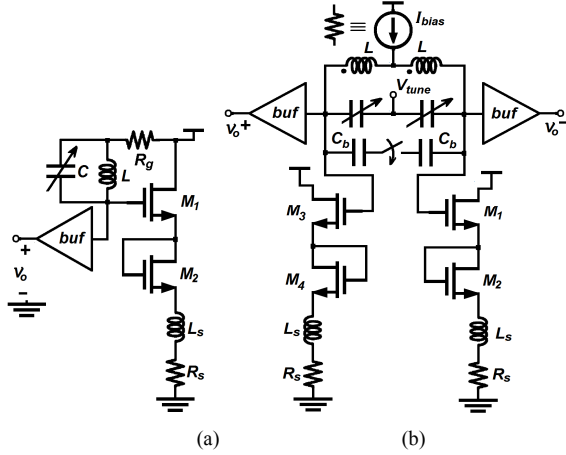 ≡
I_bias
L
L
V_tune
buf
v_o+
buf
v_o-
C_b
C_b
R_g
C
L
M_1
buf
+
v_o
-
M_2
L_s
R_s
M_3
M_1
M_4
M_2
L_s
L_s
R_s
R_s
(a)
(b)